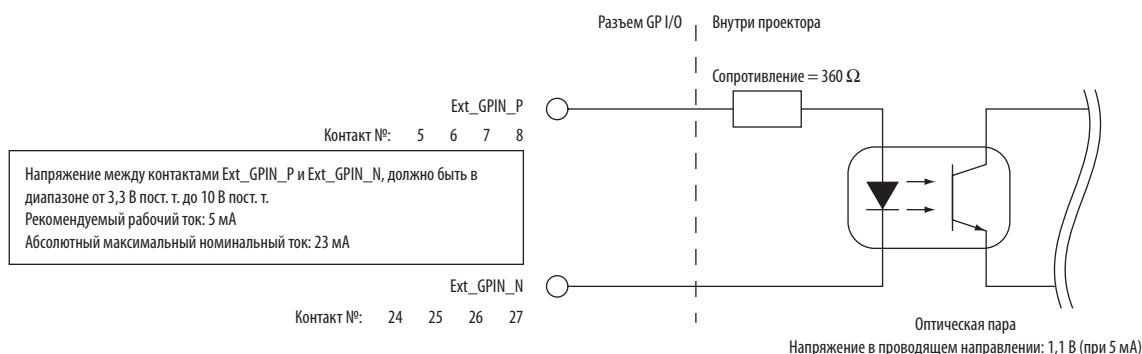 Разъем GP I/O
Внутри проектора
Сопротивление = 360 Ω
Ext_GPIN_P
Контакт №: 5 6 7 8
Напряжение между контактами Ext_GPIN_P и Ext_GPIN_N, должно быть в
диапазоне от 3,3 В пост. т. до 10 В пост. т.
Рекомендуемый рабочий ток: 5 мА
Абсолютный максимальный номинальный ток: 23 мА
Ext_GPIN_N
Контакт №: 24 25 26 27
Оптическая пара
Напряжение в проводящем направлении: 1,1 В (при 5 мА)